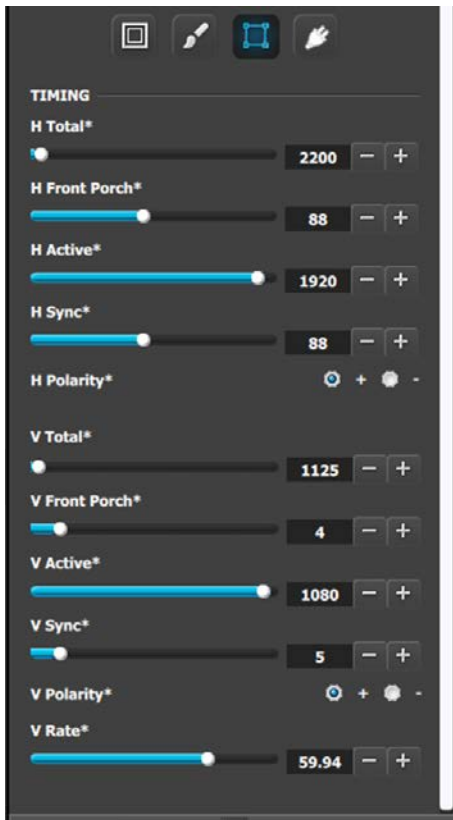 TIMING
H Total*
2200 − +
H Front Porch*
88 − +
H Active*
1920 − +
H Sync*
88 − +
H Polarity* + -
V Total*
1125 − +
V Front Porch*
4 − +
V Active*
1080 − +
V Sync*
5 − +
V Polarity* + -
V Rate*
59.94 − +